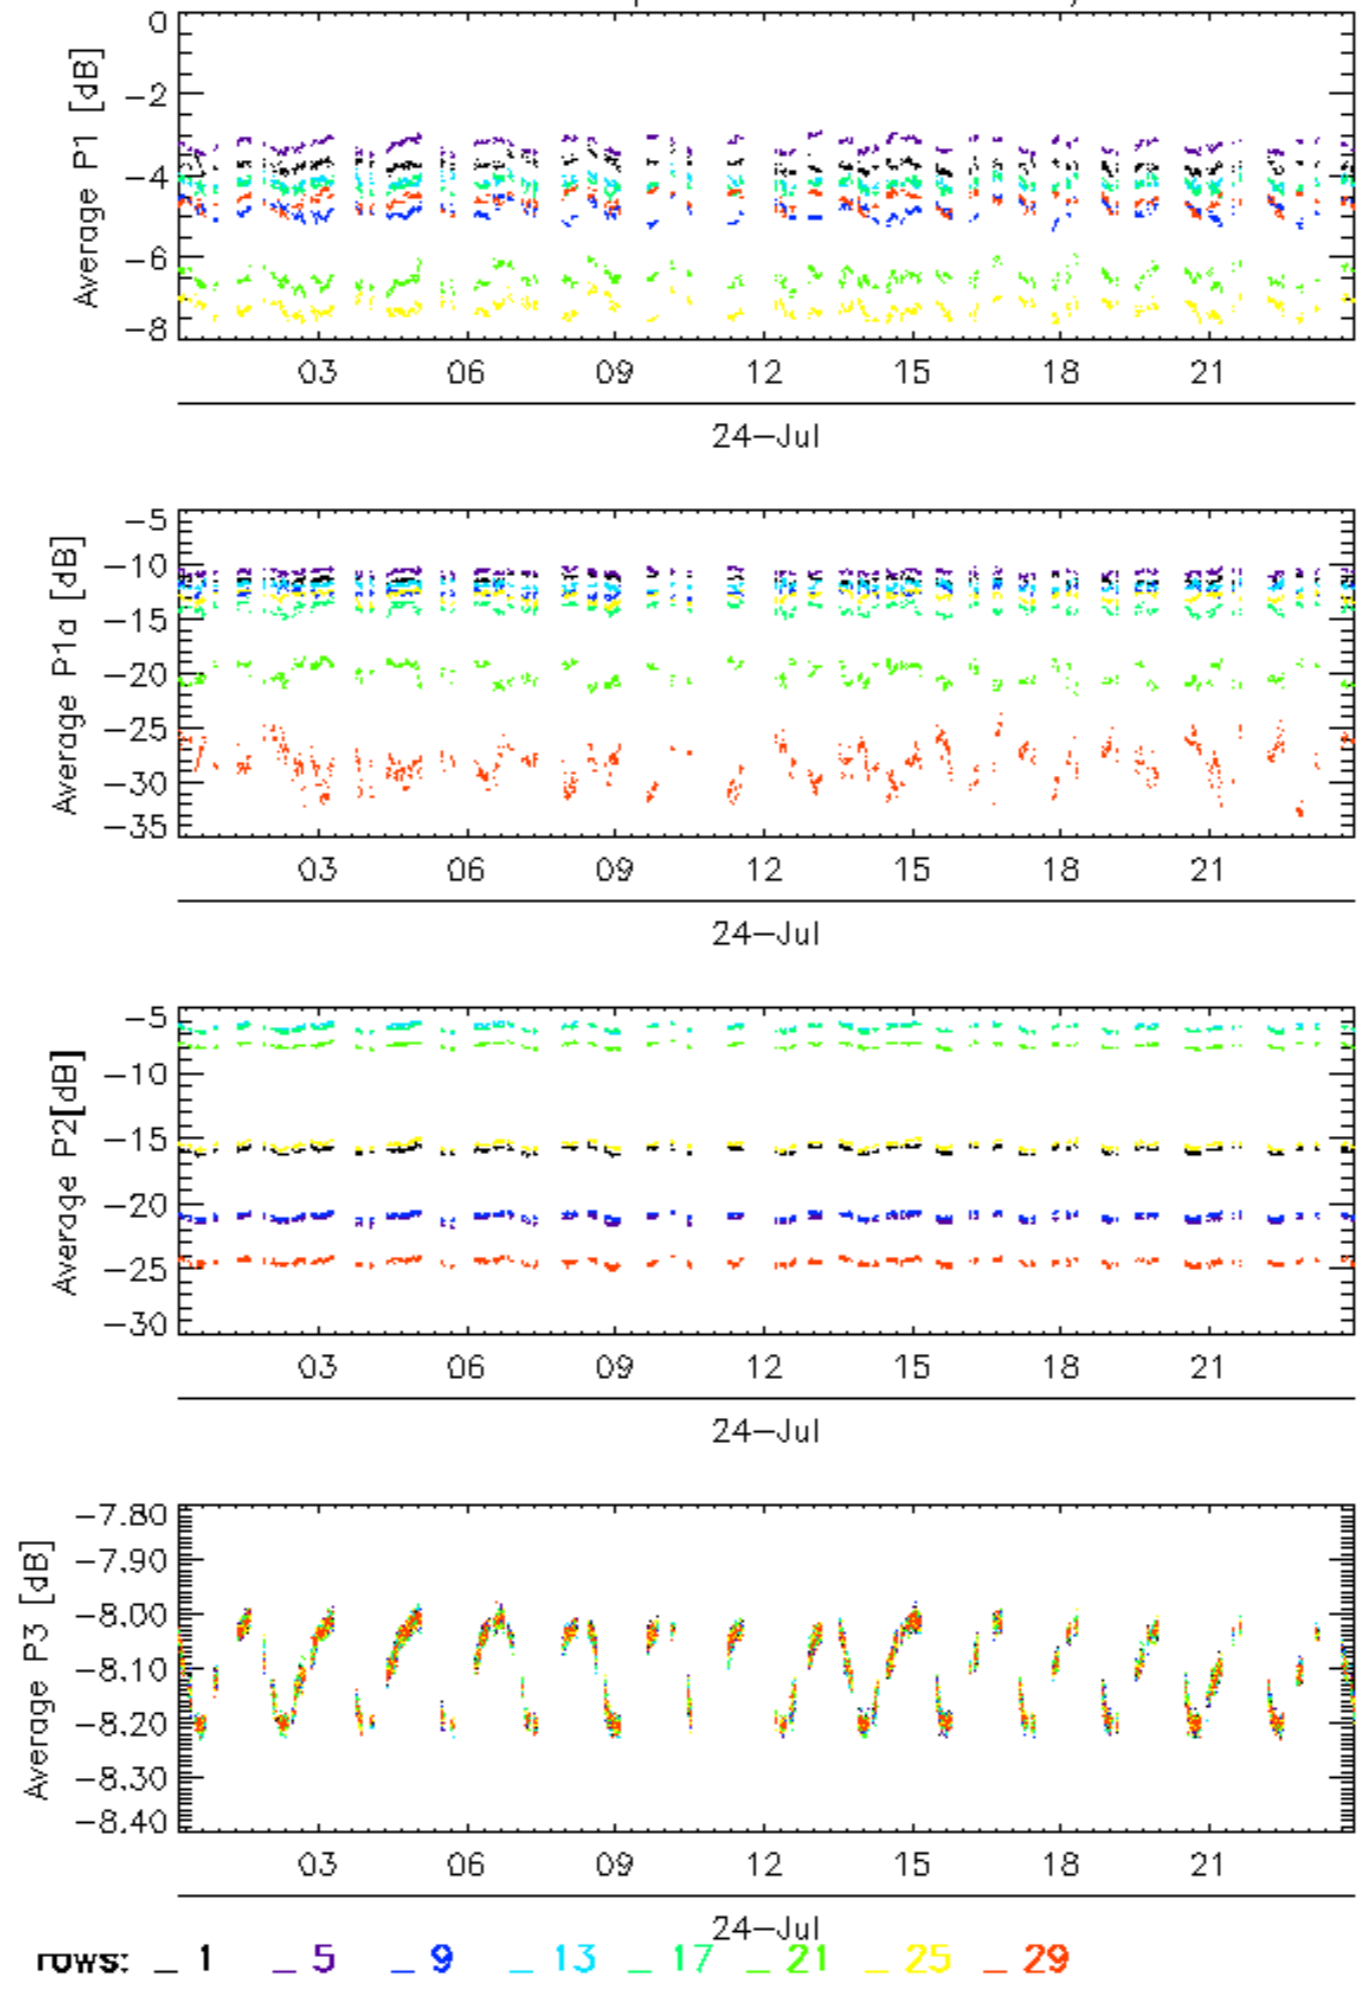 0
−2
−4
−6
−8
Average P1 [dB]
03 06 09 12 15 18 21
24−Jul
−5
−10
−15
−20
−25
−30
−35
Average P1a [dB]
03 06 09 12 15 18 21
24−Jul
−5
−10
−15
−20
−25
−30
Average P2[dB]
03 06 09 12 15 18 21
24−Jul
−7.80
−7.90
−8.00
−8.10
−8.20
−8.30
−8.40
Average P3 [dB]
03 06 09 12 15 18 21
24−Jul
rows: _ 1 _ 5 _ 9 _ 13 _ 17 _ 21 _ 25 _ 29